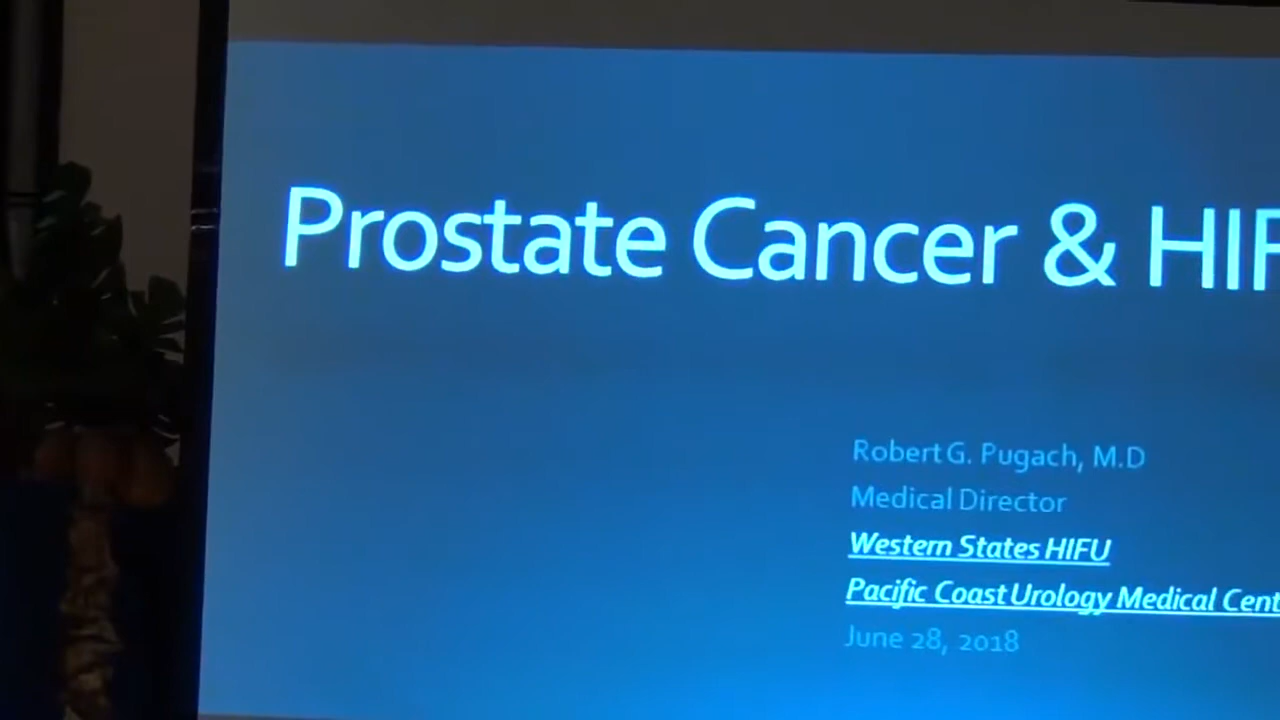 Prostate Cancer & HIF
Robert G. Pugach, M.D
Medical Director
Western States HIFU
Pacific Coast Urology Medical Cent
June 28, 2018